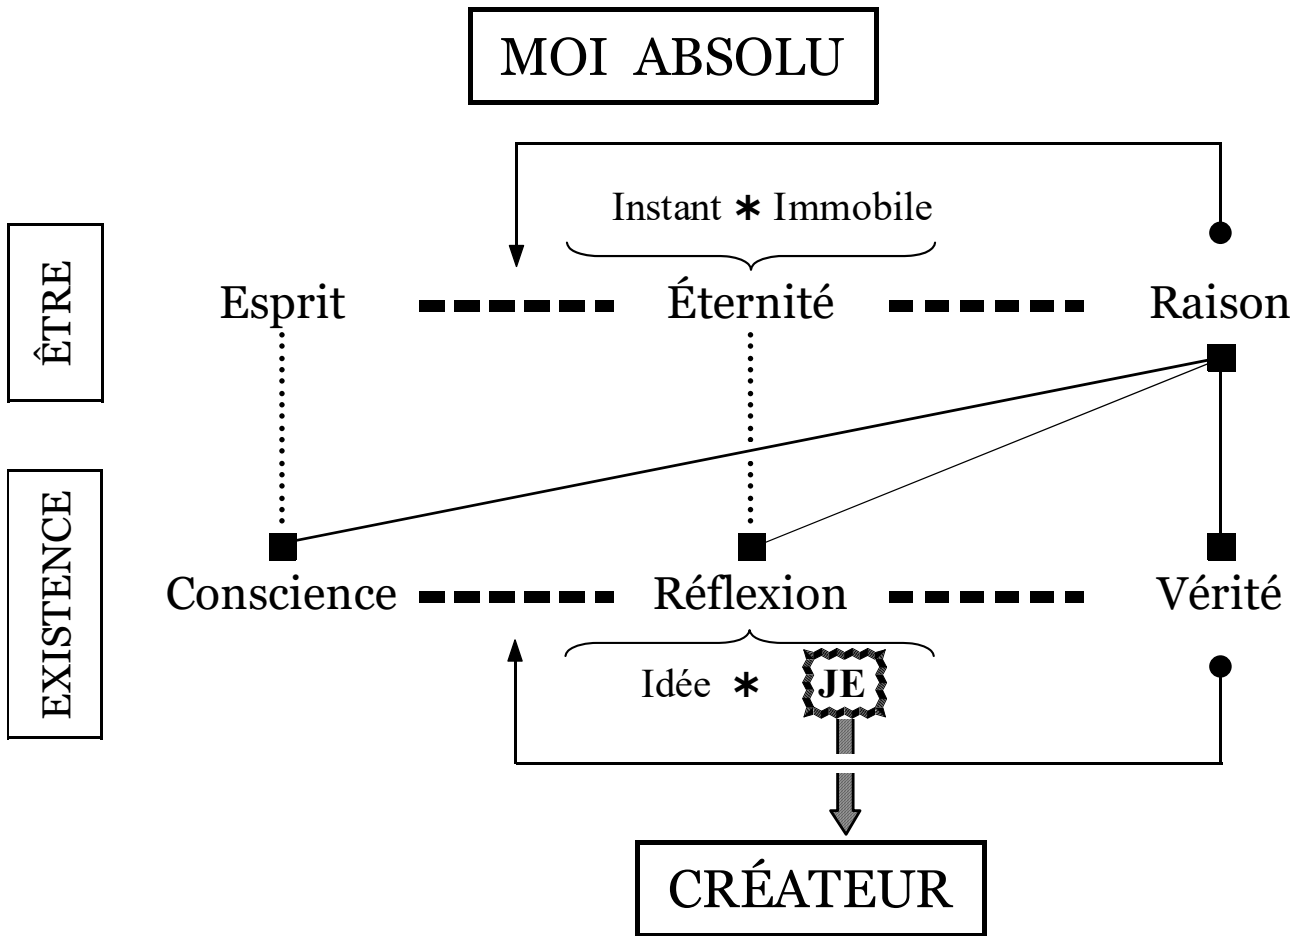 MOI ABSOLU
Instant * Immobile
ÊTRE
Esprit Éternité Raison
EXISTENCE
Conscience Réflexion Vérité
Idée * JE
CRÉATEUR